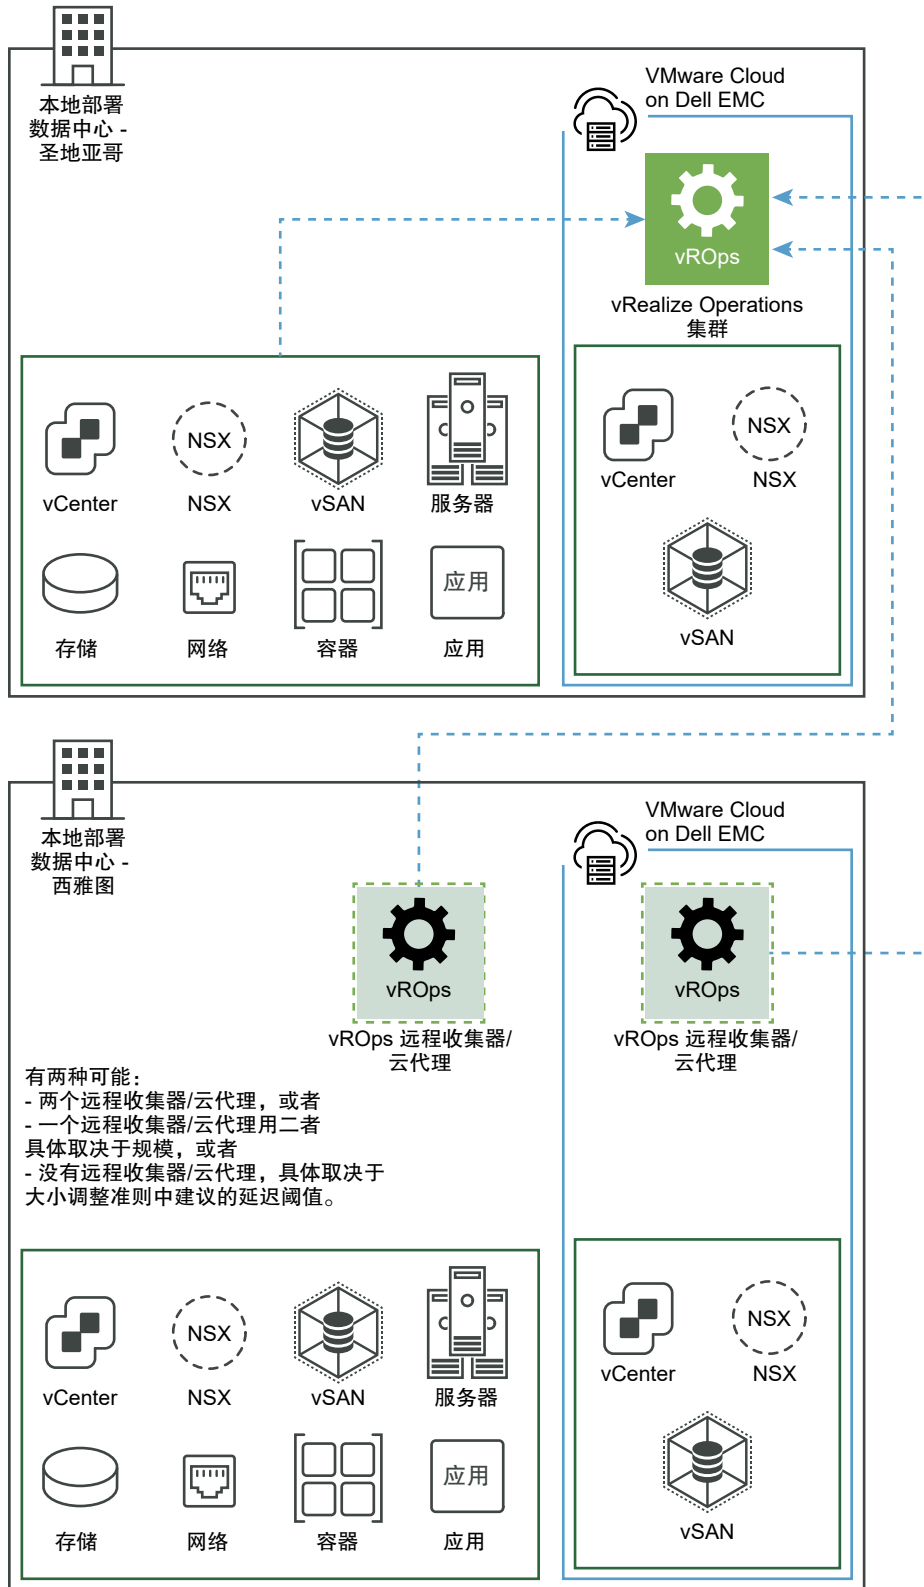 本地部署
数据中心 -
圣地亚哥
VMware Cloud
on Dell EMC
vROps
vRealize Operations
集群
NSX
vCenter
NSX
vSAN
服务器
应用
存储
网络
容器
应用
NSX
vCenter
NSX
vSAN
本地部署
数据中心 -
西雅图
VMware Cloud
on Dell EMC
vROps
vROps 远程收集器/
云代理
vROps
vROps 远程收集器/
云代理
有两种可能：
- 两个远程收集器/云代理，或者
- 一个远程收集器/云代理用二者
具体取决于规模，或者
- 没有远程收集器/云代理，具体取决于
大小调整准则中建议的延迟阈值。
NSX
vCenter
NSX
vSAN
服务器
应用
存储
网络
容器
应用
NSX
vCenter
NSX
vSAN